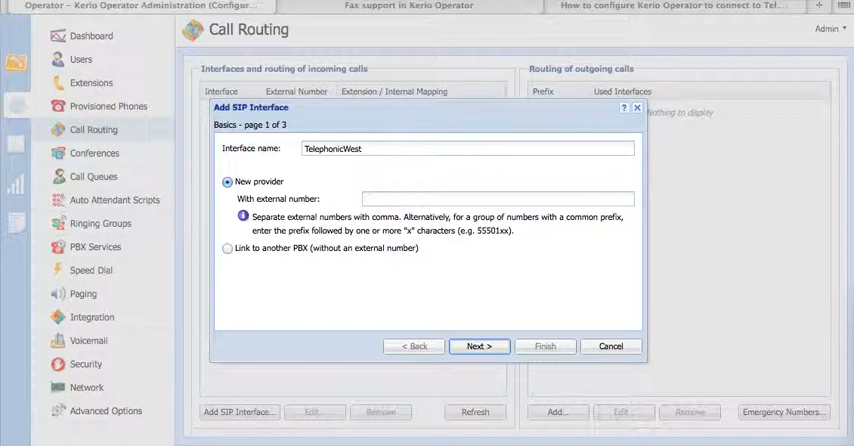 Operator – Kerio Operator Administration (Configur...
Fax support in Kerio Operator
How to configure Kerio Operator to connect to Tel...
Call Routing
Admin
Dashboard
Users
Extensions
Provisioned Phones
Call Routing
Conferences
Call Queues
Auto Attendant Scripts
Ringing Groups
PBX Services
Speed Dial
Paging
Integration
Voicemail
Security
Network
Advanced Options
Interfaces and routing of incoming calls
Interface External Number Extension / Internal Mapping
Routing of outgoing calls
Prefix Used Interfaces
Nothing to display
Add SIP Interface
Basics - page 1 of 3
Interface name: TelephonicWest
New provider
With external number:
Separate external numbers with comma. Alternatively, for a group of numbers with a common prefix,
enter the prefix followed by one or more "x" characters (e.g. 55501xx).
Link to another PBX (without an external number)
< Back Next > Finish Cancel
Add SIP Interface... Edit... Remove Refresh
Add... Edit... Remove Emergency Numbers...